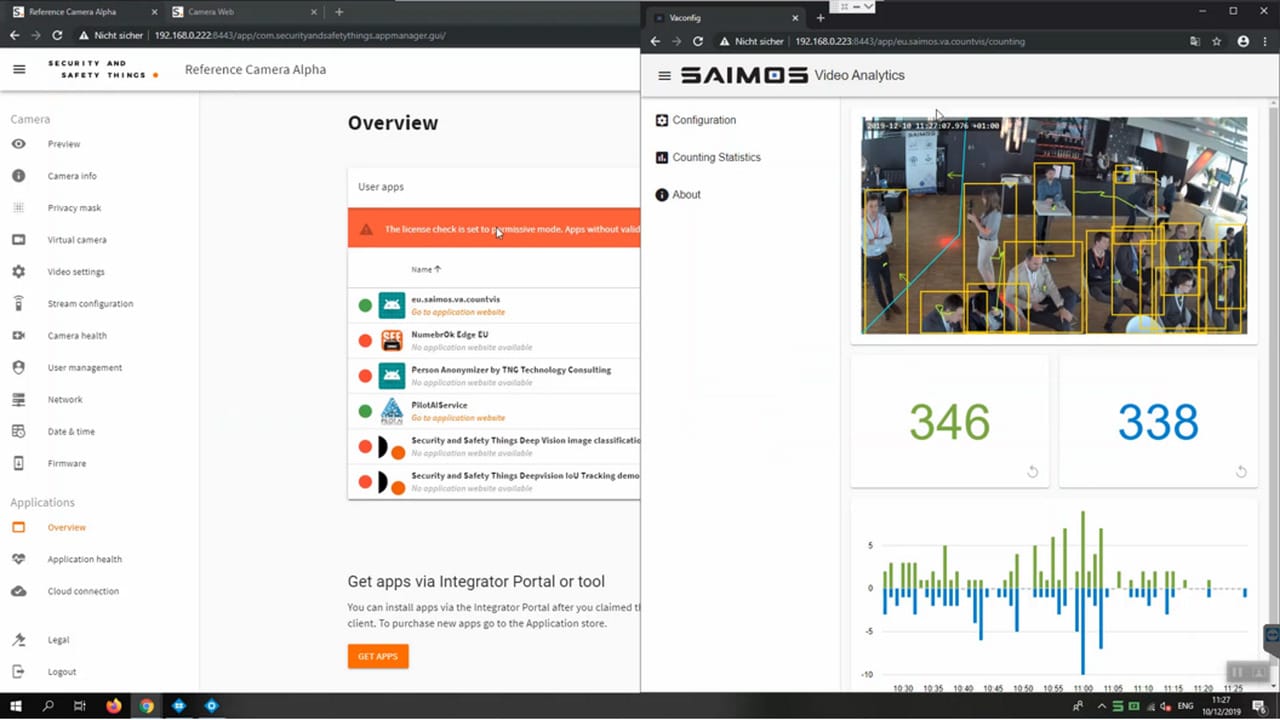 Reference Camera Alpha
Camera Web
Nicht sicher 192.168.0.222:8443/app/com.securityandsafetythings.appmanager.gui/
SECURITY AND
SAFETY THINGS
Reference Camera Alpha
Camera
Preview
Camera info
Privacy mask
Virtual camera
Video settings
Stream configuration
Camera health
User management
Network
Date & time
Firmware
Applications
Overview
Application health
Cloud connection
Legal
Logout
Overview
User apps
The license check is set to permissive mode. Apps without valid
Name
eu.saimos.va.countvis
Go to application website
NumebrOk Edge EU
No application website available
Person Anonymizer by TNG Technology Consulting
No application website available
PilotAIService
Go to application website
Security and Safety Things Deep Vision image classificatio
No application website available
Security and Safety Things Deepvision IoU Tracking demo
No application website available
Get apps via Integrator Portal or tool
You can install apps via the Integrator Portal after you claimed t
client. To purchase new apps go to the Application store.
GET APPS
Vaconfig
Nicht sicher 192.168.0.223:8443/app/eu.saimos.va.countvis/counting
SAIMOS Video Analytics
Configuration
Counting Statistics
About
2019-12-10 11:27:07.976 +01:00
SAIMOS
346
338
5
0
-5
-10
10:30 10:35 10:40 10:45 10:50 10:55 11:00 11:05 11:10 11:15 11:20 11:25
ENG
11:27
10/12/2019